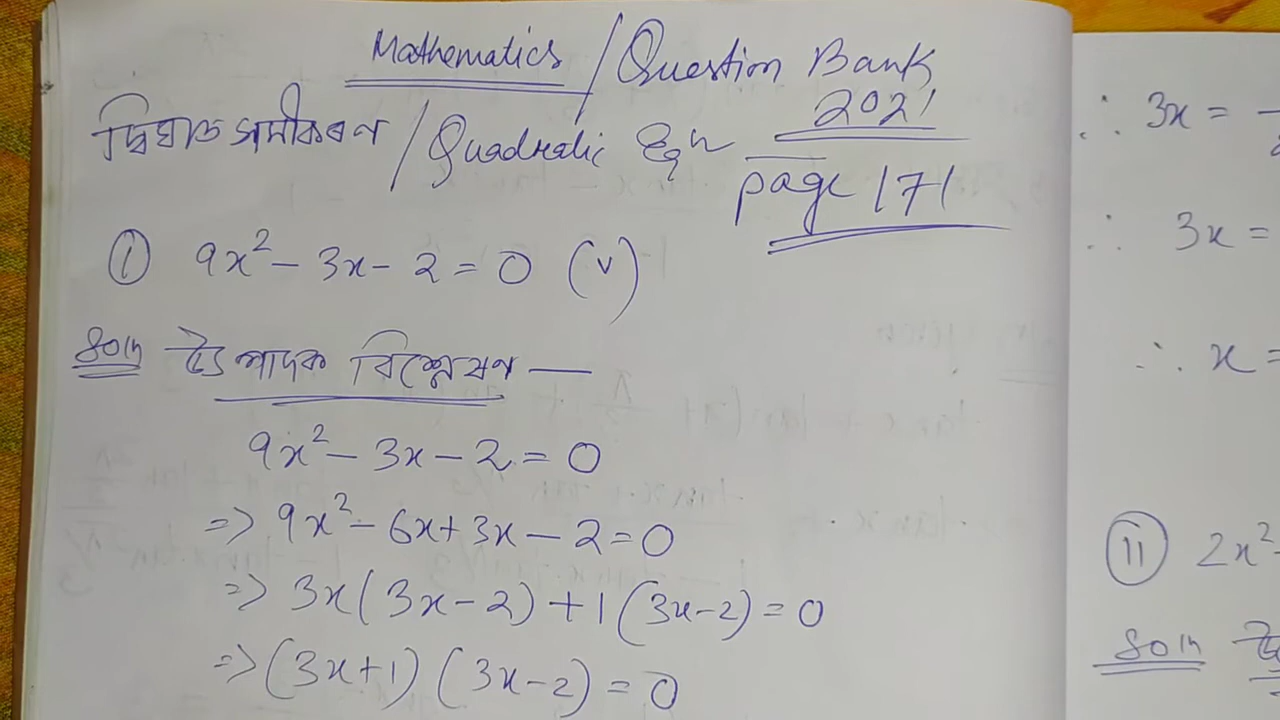 Mathematics / Question Bank
2021
দ্বিঘাত সমীকৰণ / Quadratic Eqn
page 171
(i) 9x² − 3x − 2 = 0 (v)
Soln উৎপাদক বিশ্লেষণ —
9x² − 3x − 2 = 0
=> 9x² − 6x + 3x − 2 = 0
=> 3x(3x − 2) + 1(3x − 2) = 0
=> (3x + 1)(3x − 2) = 0
∴ 3x =
∴ 3x =
∴ x =
(ii) 2x² −
Soln